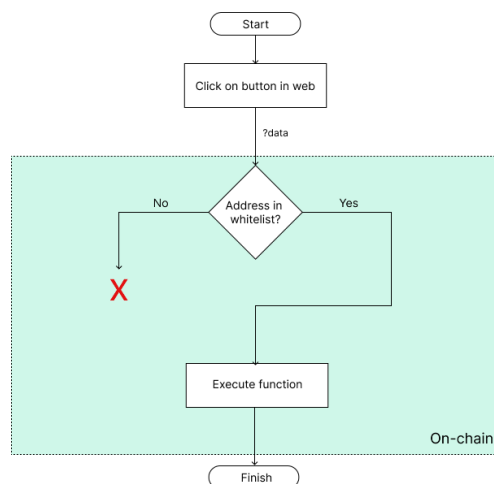 Start
Click on button in web
?data
Address in
whitelist?
No
Yes
X
Execute function
On-chain
Finish